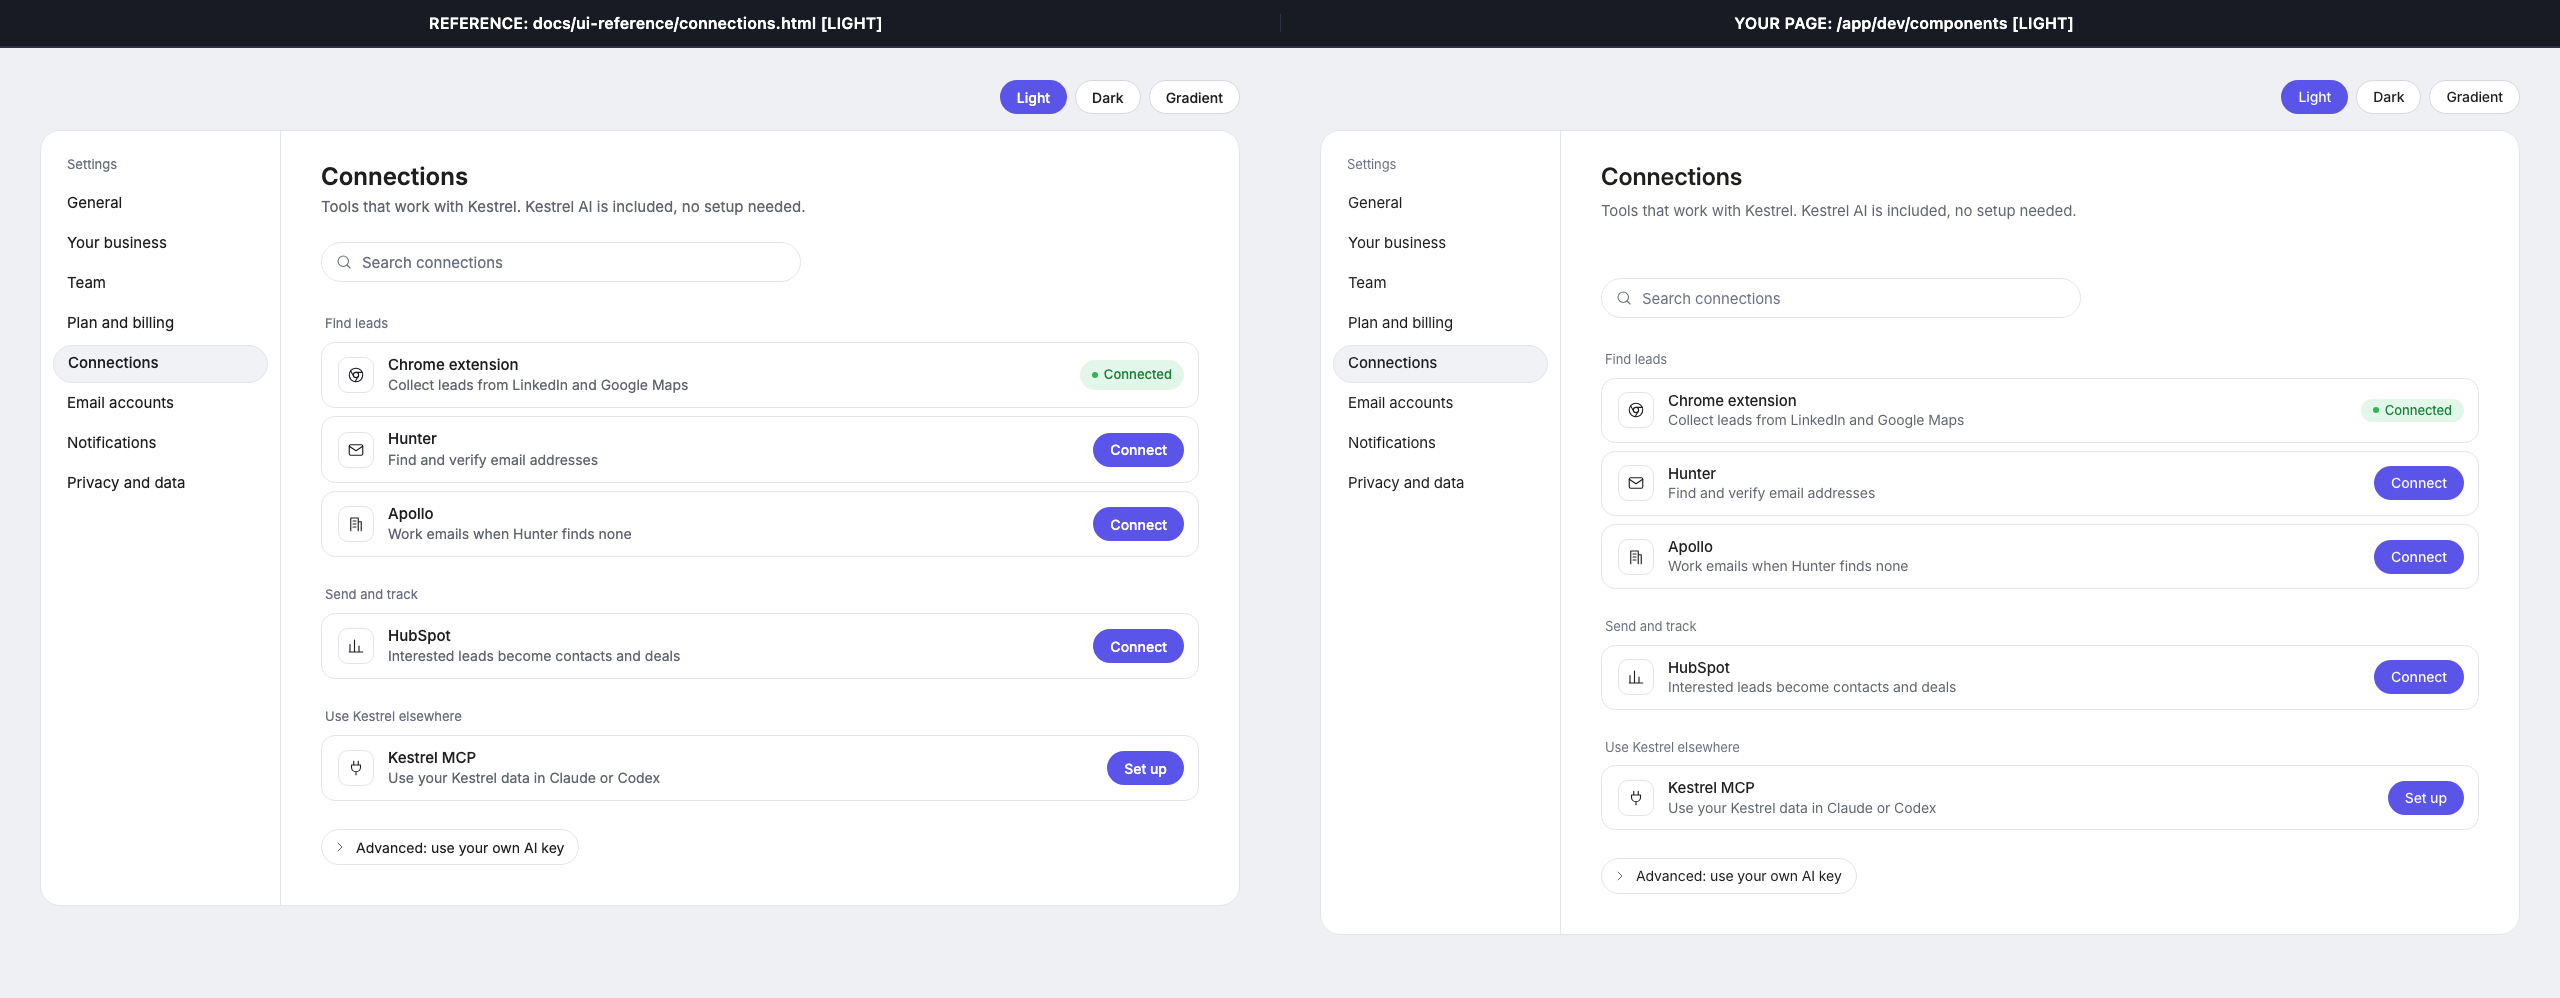 REFERENCE: docs/ui-reference/connections.html [LIGHT]
Light
Dark
Gradient
Settings
General
Your business
Team
Plan and billing
Connections
Email accounts
Notifications
Privacy and data
Connections
Tools that work with Kestrel. Kestrel AI is included, no setup needed.
Search connections
Find leads
Chrome extension
Collect leads from LinkedIn and Google Maps
Connected
Hunter
Find and verify email addresses
Connect
Apollo
Work emails when Hunter finds none
Connect
Send and track
HubSpot
Interested leads become contacts and deals
Connect
Use Kestrel elsewhere
Kestrel MCP
Use your Kestrel data in Claude or Codex
Set up
Advanced: use your own AI key
YOUR PAGE: /app/dev/components [LIGHT]
Light
Dark
Gradient
Settings
General
Your business
Team
Plan and billing
Connections
Email accounts
Notifications
Privacy and data
Connections
Tools that work with Kestrel. Kestrel AI is included, no setup needed.
Search connections
Find leads
Chrome extension
Collect leads from LinkedIn and Google Maps
Connected
Hunter
Find and verify email addresses
Connect
Apollo
Work emails when Hunter finds none
Connect
Send and track
HubSpot
Interested leads become contacts and deals
Connect
Use Kestrel elsewhere
Kestrel MCP
Use your Kestrel data in Claude or Codex
Set up
Advanced: use your own AI key